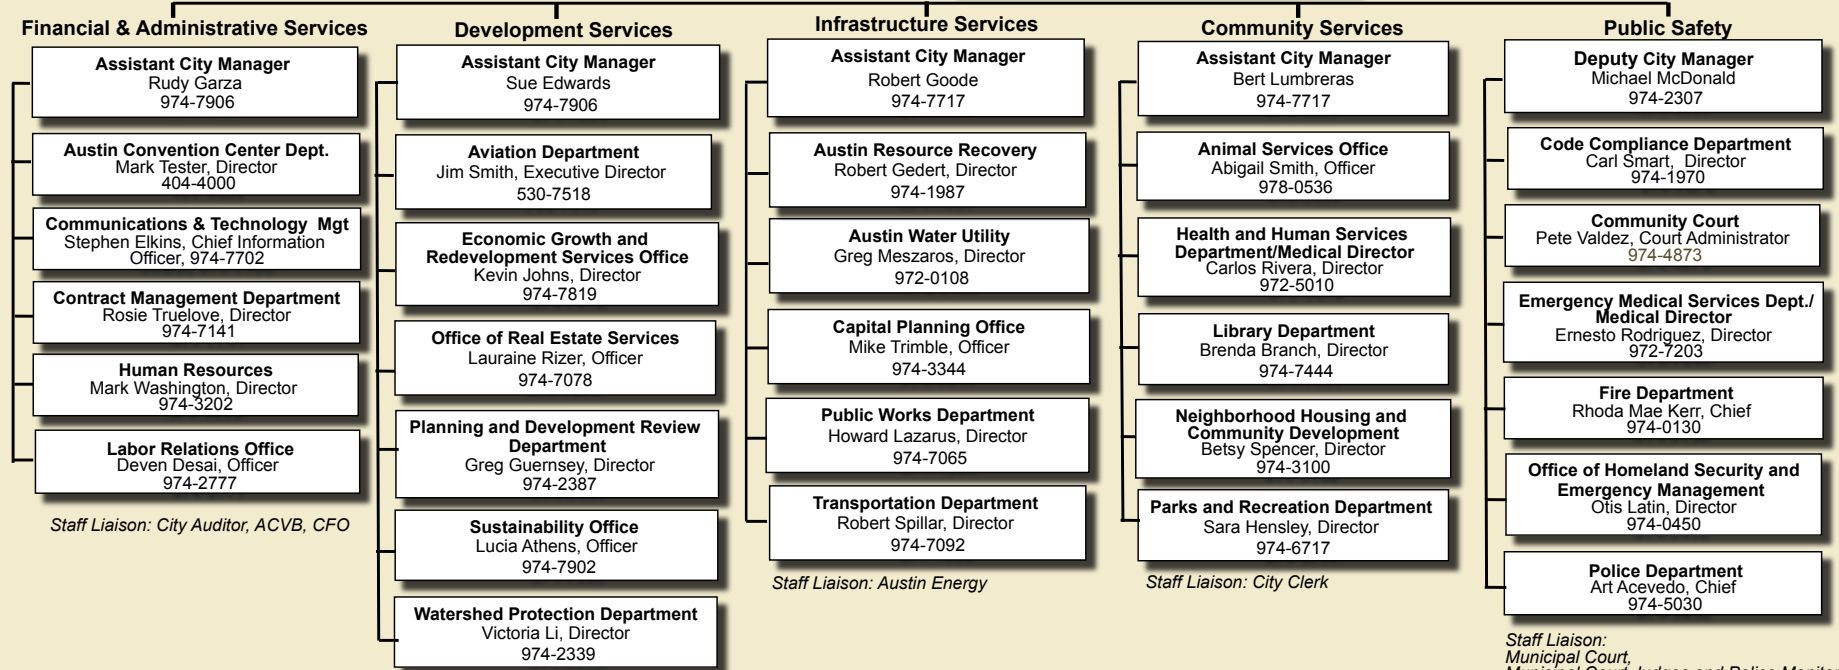 Financial & Administrative Services
Assistant City Manager
Rudy Garza
974-7906
Austin Convention Center Dept.
Mark Tester, Director
404-4000
Communications & Technology Mgt
Stephen Elkins, Chief Information
Officer, 974-7702
Contract Management Department
Rosie Truelove, Director
974-7141
Human Resources
Mark Washington, Director
974-3202
Labor Relations Office
Deven Desai, Officer
974-2777
Staff Liaison: City Auditor, ACVB, CFO
Development Services
Assistant City Manager
Sue Edwards
974-7906
Aviation Department
Jim Smith, Executive Director
530-7518
Economic Growth and
Redevelopment Services Office
Kevin Johns, Director
974-7819
Office of Real Estate Services
Lauraine Rizer, Officer
974-7078
Planning and Development Review
Department
Greg Guernsey, Director
974-2387
Sustainability Office
Lucia Athens, Officer
974-7902
Watershed Protection Department
Victoria Li, Director
974-2339
Infrastructure Services
Assistant City Manager
Robert Goode
974-7717
Austin Resource Recovery
Robert Gedert, Director
974-1987
Austin Water Utility
Greg Meszaros, Director
972-0108
Capital Planning Office
Mike Trimble, Officer
974-3344
Public Works Department
Howard Lazarus, Director
974-7065
Transportation Department
Robert Spillar, Director
974-7092
Staff Liaison: Austin Energy
Community Services
Assistant City Manager
Bert Lumbreras
974-7717
Animal Services Office
Abigail Smith, Officer
978-0536
Health and Human Services
Department/Medical Director
Carlos Rivera, Director
972-5010
Library Department
Brenda Branch, Director
974-7444
Neighborhood Housing and
Community Development
Betsy Spencer, Director
974-3100
Parks and Recreation Department
Sara Hensley, Director
974-6717
Staff Liaison: City Clerk
Public Safety
Deputy City Manager
Michael McDonald
974-2307
Code Compliance Department
Carl Smart, Director
974-1970
Community Court
Pete Valdez, Court Administrator
974-4873
Emergency Medical Services Dept./
Medical Director
Ernesto Rodriguez, Director
972-7203
Fire Department
Rhoda Mae Kerr, Chief
974-0130
Office of Homeland Security and
Emergency Management
Otis Latin, Director
974-0450
Police Department
Art Acevedo, Chief
974-5030
Staff Liaison:
Municipal Court,
Municipal Court Judges and Police Monitor